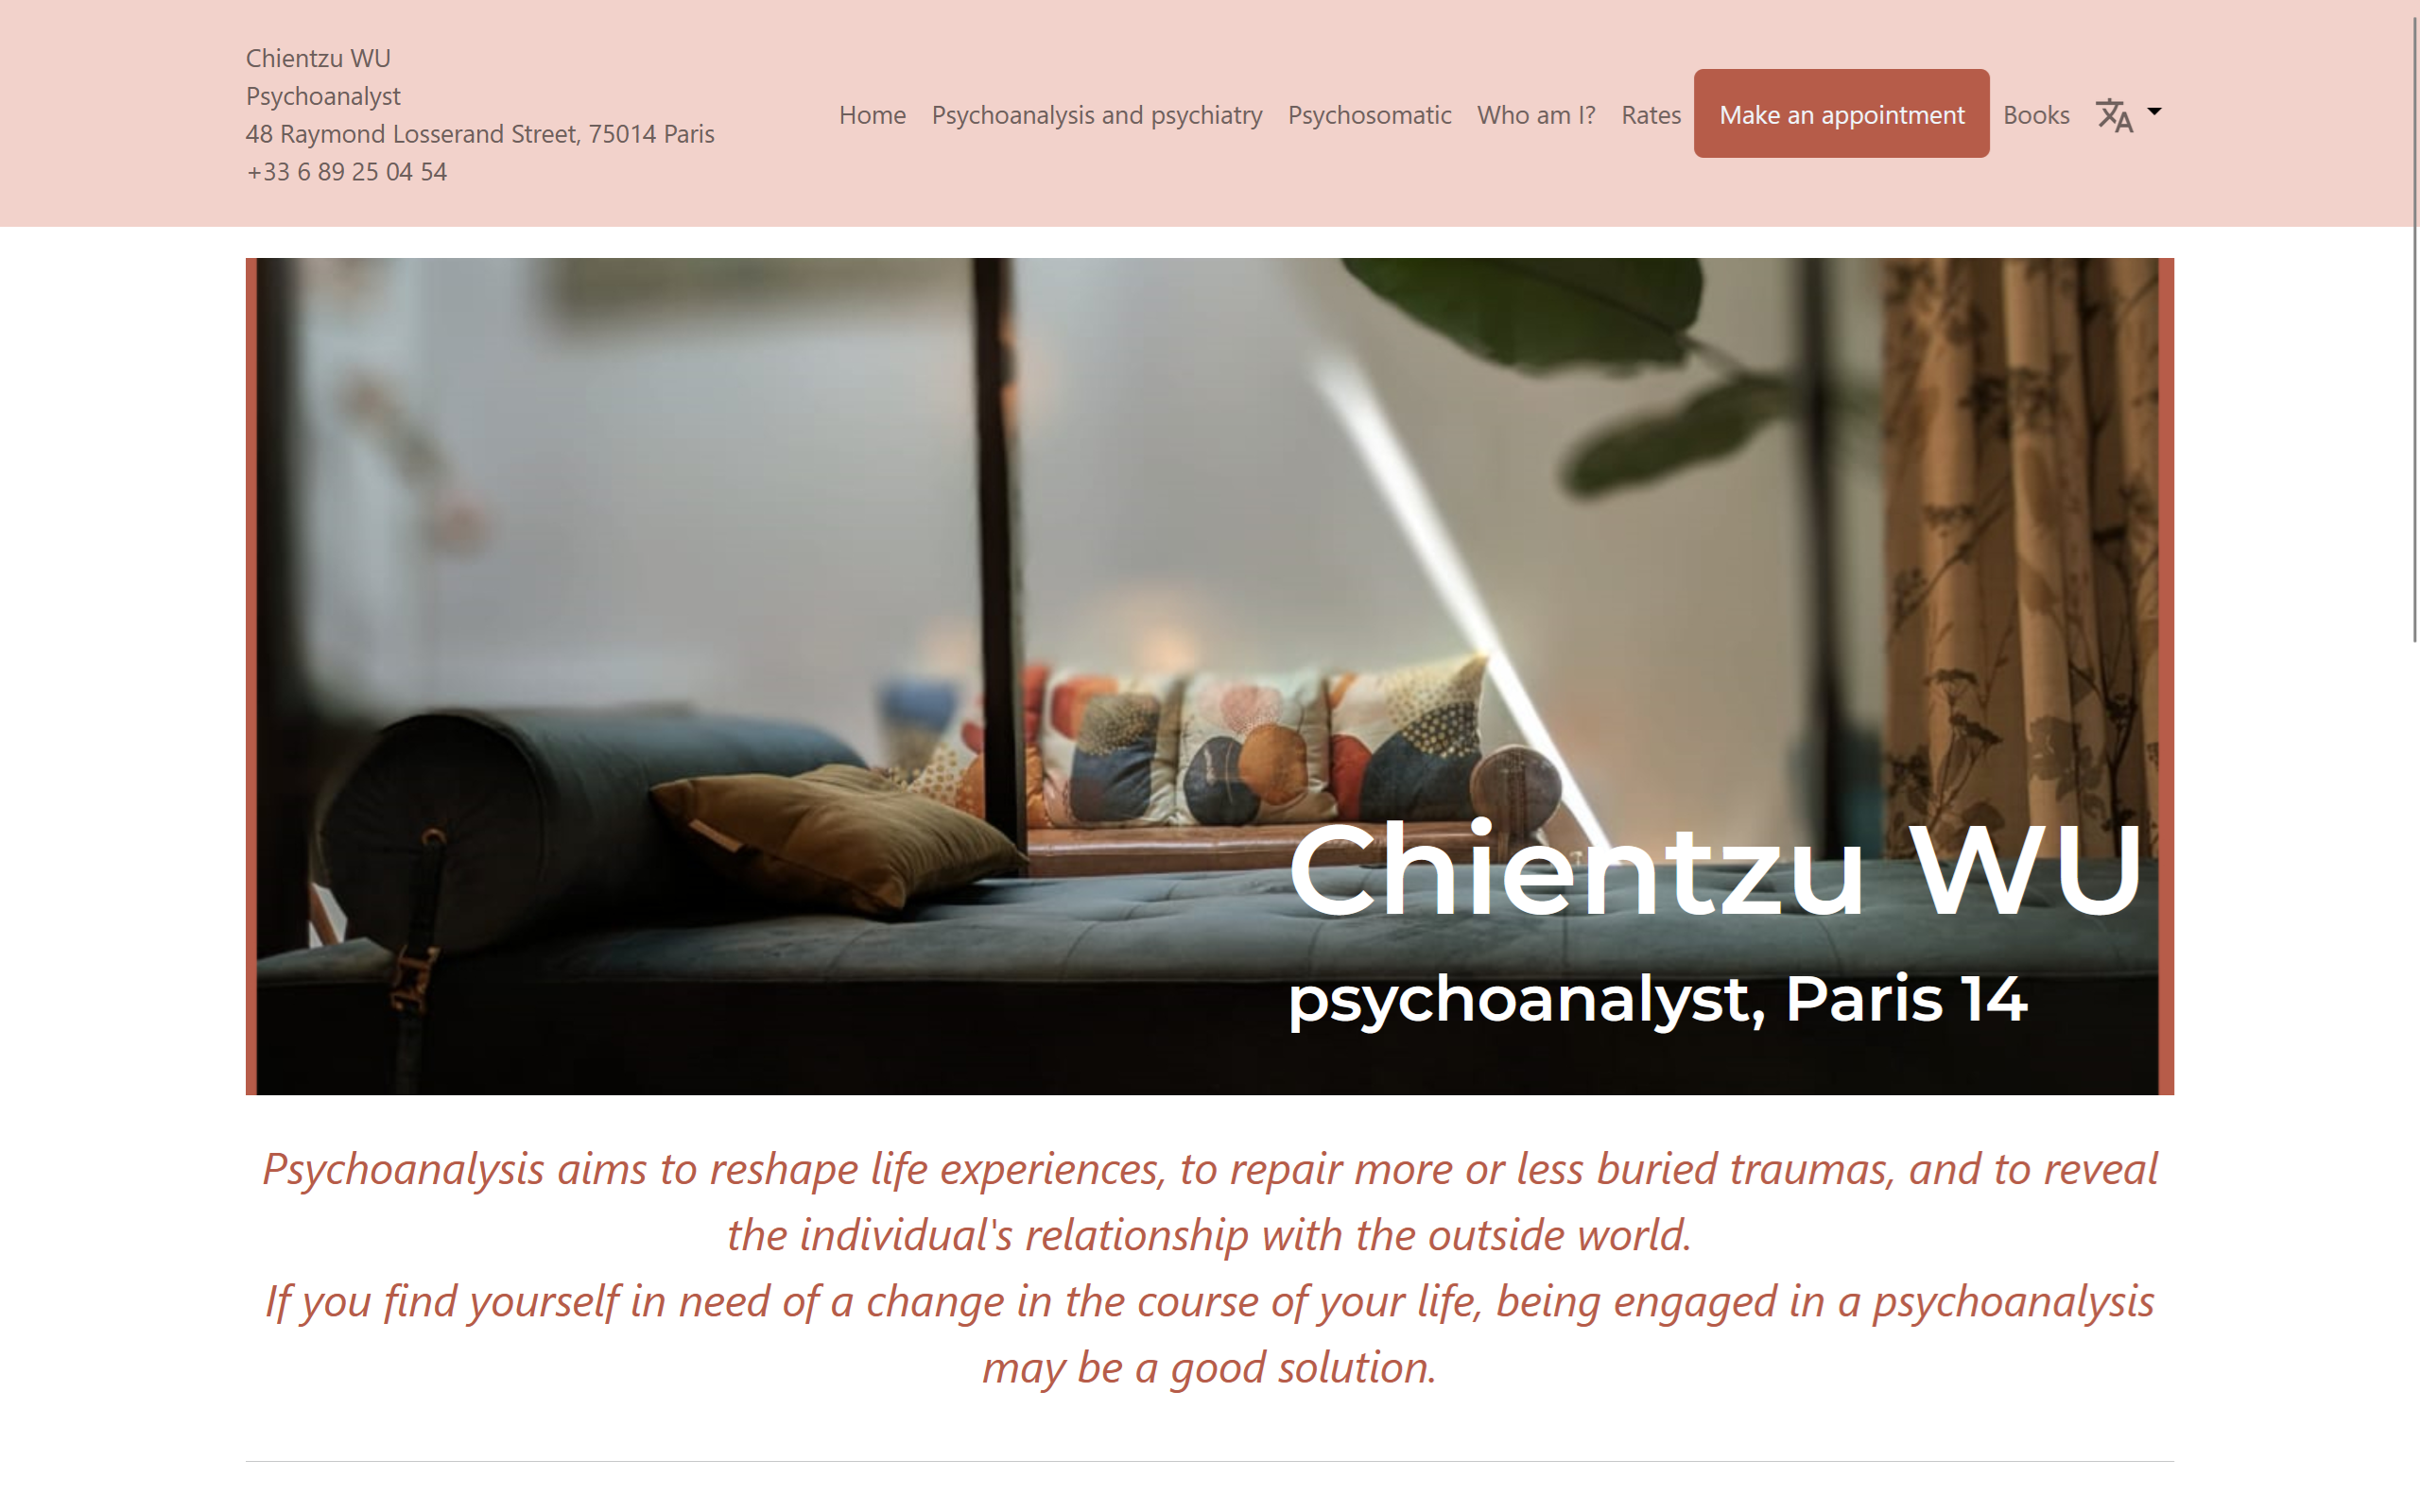 Chientzu WU
Psychoanalyst
48 Raymond Losserand Street, 75014 Paris
+33 6 89 25 04 54
Home
Psychoanalysis and psychiatry
Psychosomatic
Who am I?
Rates
Make an appointment
Books
Chientzu WU
psychoanalyst, Paris 14
Psychoanalysis aims to reshape life experiences, to repair more or less buried traumas, and to reveal
the individual's relationship with the outside world.
If you find yourself in need of a change in the course of your life, being engaged in a psychoanalysis
may be a good solution.